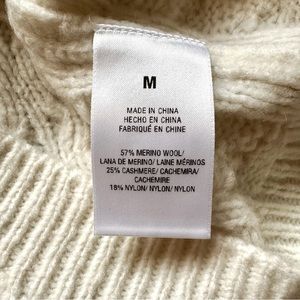 M
MADE IN CHINA
HECHO EN CHINA
FABRIQUÉ EN CHINE
57% MERINO WOOL/
LANA DE MERINO/ LAINE MÉRINOS
25% CASHMERE/ CACHEMIRA/
CACHEMIRE
18% NYLON/ NYLON/ NYLON